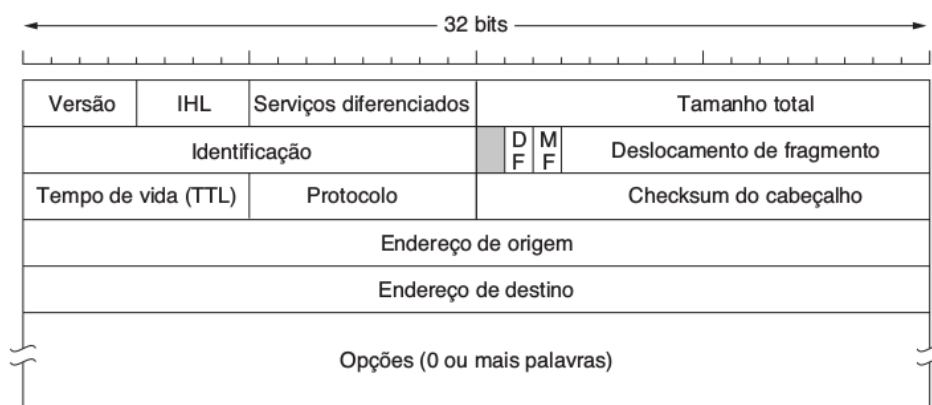 32 bits
Versão IHL Serviços diferenciados Tamanho total
Identificação D F M F Deslocamento de fragmento
Tempo de vida (TTL) Protocolo Checksum do cabeçalho
Endereço de origem
Endereço de destino
Opções (0 ou mais palavras)